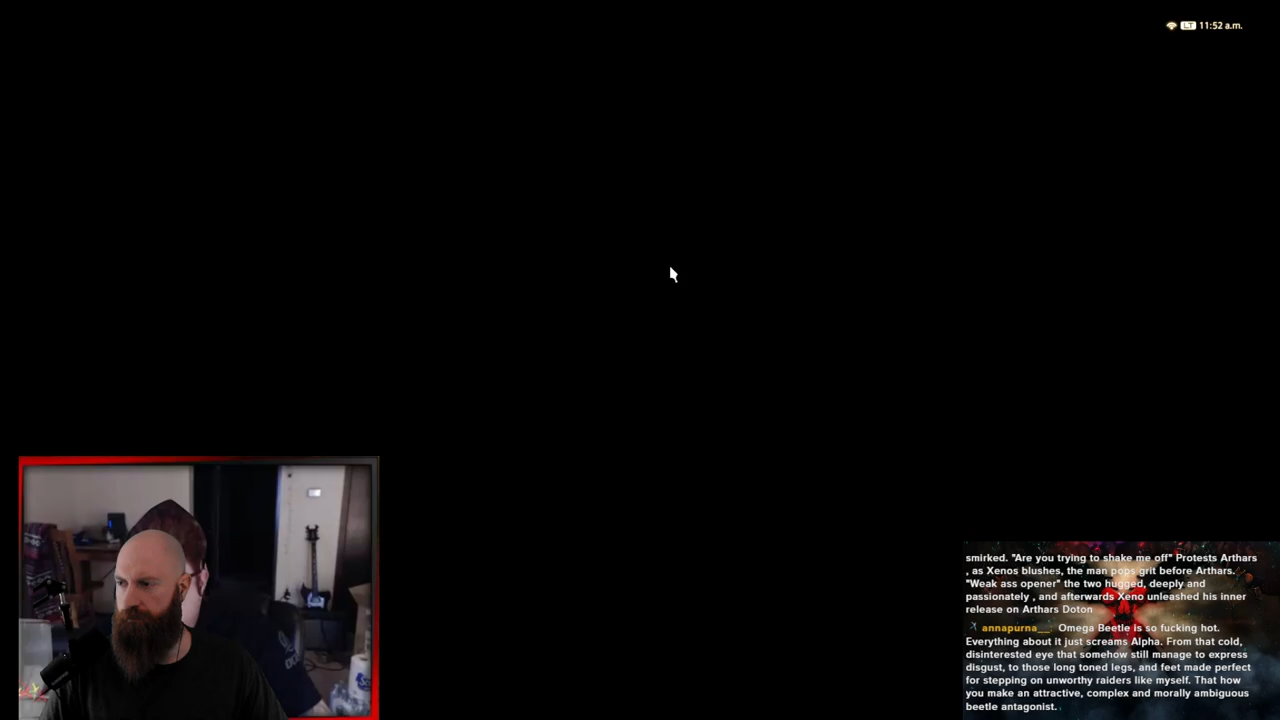 LT 11:52 a.m.
smirked. "Are you trying to shake me off" Protests Arthars
, as Xenos blushes, the man pops grit before Arthars.
"Weak ass opener" the two hugged, deeply and
passionately , and afterwards Xeno unleashed his inner
release on Arthars Doton
annapurna__ Omega Beetle is so fucking hot.
Everything about it just screams Alpha. From that cold,
disinterested eye that somehow still manage to express
disgust, to those long toned legs, and feet made perfect
for stepping on unworthy raiders like myself. That how
you make an attractive, complex and morally ambiguous
beetle antagonist.